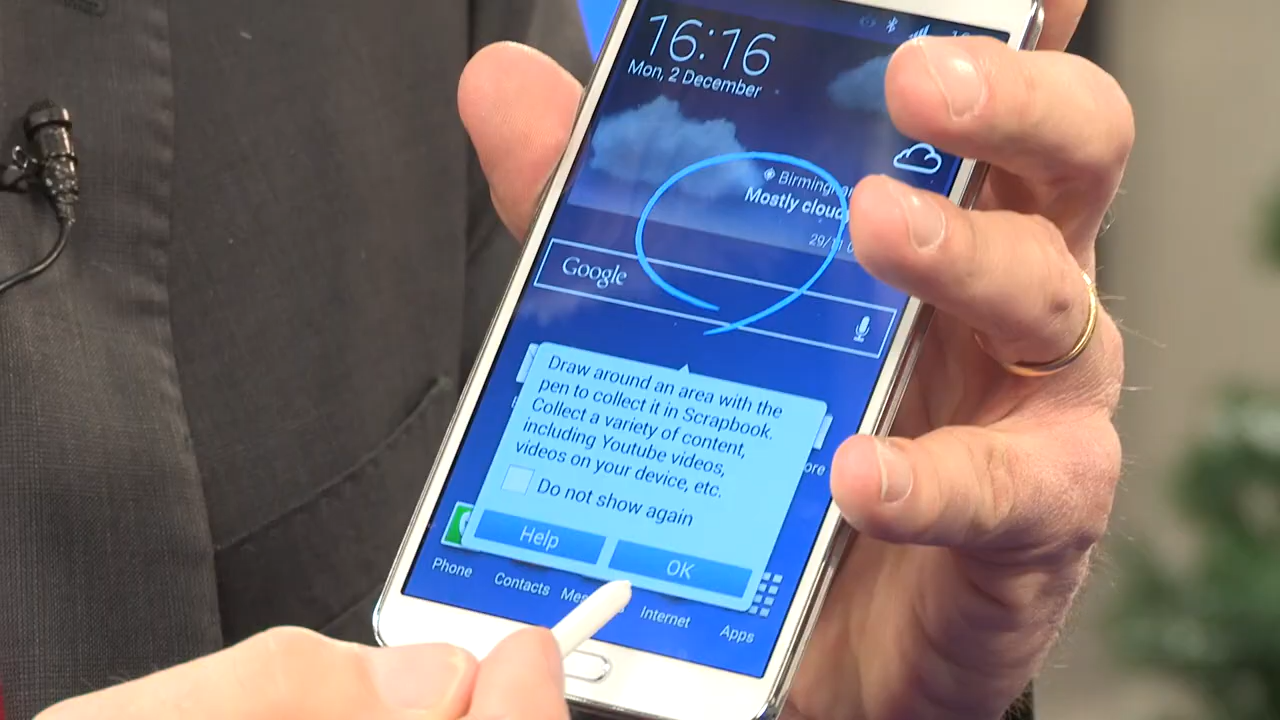 16:16
Mon, 2 December
Mostly cloudy
Google
Draw around an area with the
pen to collect it in Scrapbook.
Collect a variety of content,
including Youtube videos,
videos on your device, etc.
Do not show again
Help
OK
Phone
Contacts
Internet
Apps